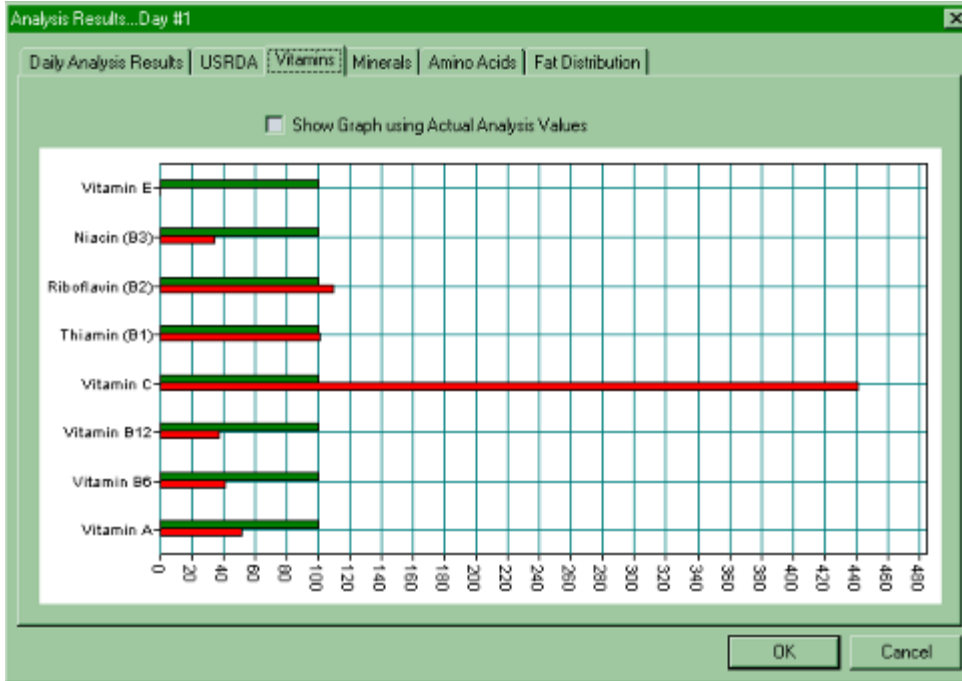 Analysis Results...Day #1
Daily Analysis Results USRDA Vitamins Minerals Amino Acids Fat Distribution
Show Graph using Actual Analysis Values
Vitamin E
Niacin (B3)
Riboflavin (B2)
Thiamin (B1)
Vitamin C
Vitamin B12
Vitamin B6
Vitamin A
0 20 40 60 80 100 120 140 160 180 200 220 240 260 280 300 320 340 360 380 400 420 440 460 480
OK Cancel